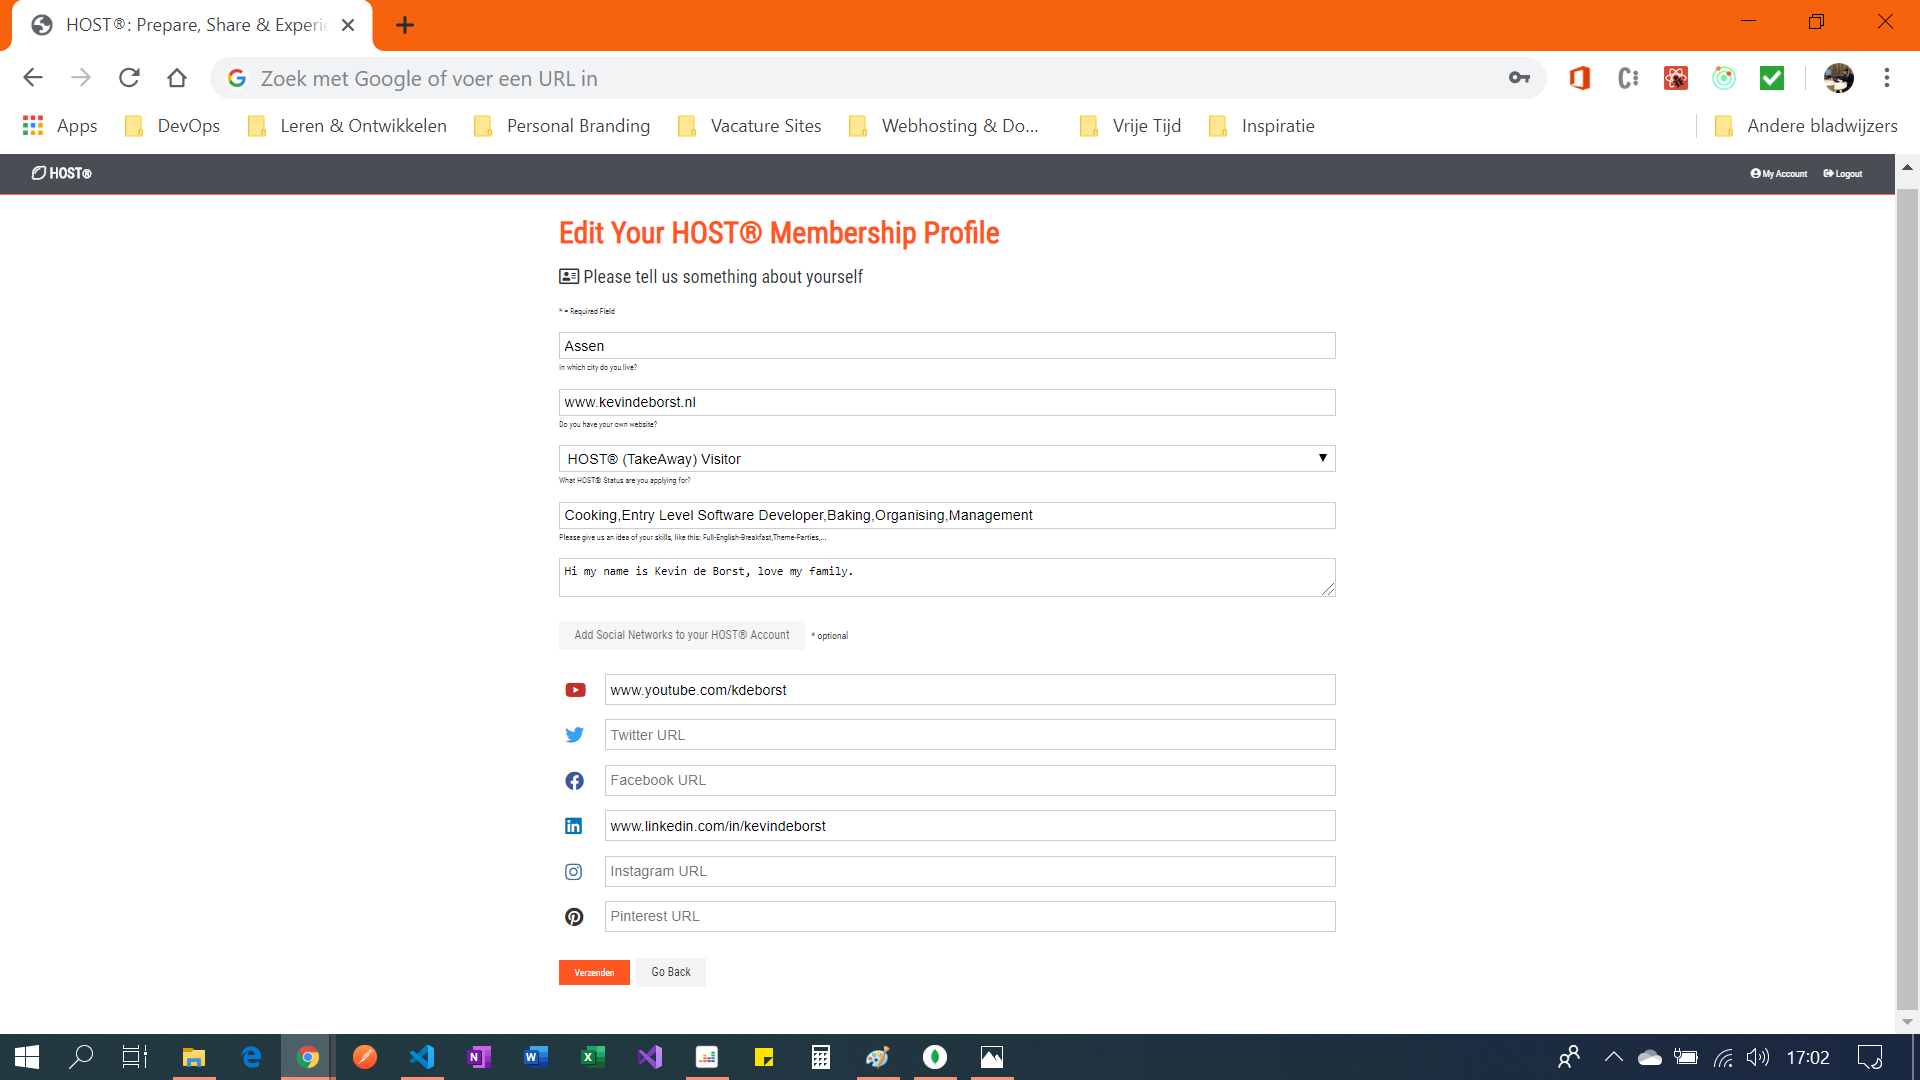 HOST®: Prepare, Share & Experie
Zoek met Google of voer een URL in
Apps DevOps Leren & Ontwikkelen Personal Branding Vacature Sites Webhosting & Do... Vrije Tijd Inspiratie Andere bladwijzers
HOST® My Account Logout
Edit Your HOST® Membership Profile
Please tell us something about yourself
* = Required Field
Assen
In which city do you live?
www.kevindeborst.nl
Do you have your own website?
HOST® (TakeAway) Visitor
What HOST® Status are you applying for?
Cooking,Entry Level Software Developer,Baking,Organising,Management
Please give us an idea of your skills, like this: Full-English-Breakfast,Theme-Parties,...
Hi my name is Kevin de Borst, love my family.
Add Social Networks to your HOST® Account * optional
www.youtube.com/kdeborst
Twitter URL
Facebook URL
www.linkedin.com/in/kevindeborst
Instagram URL
Pinterest URL
Verzenden Go Back
17:02